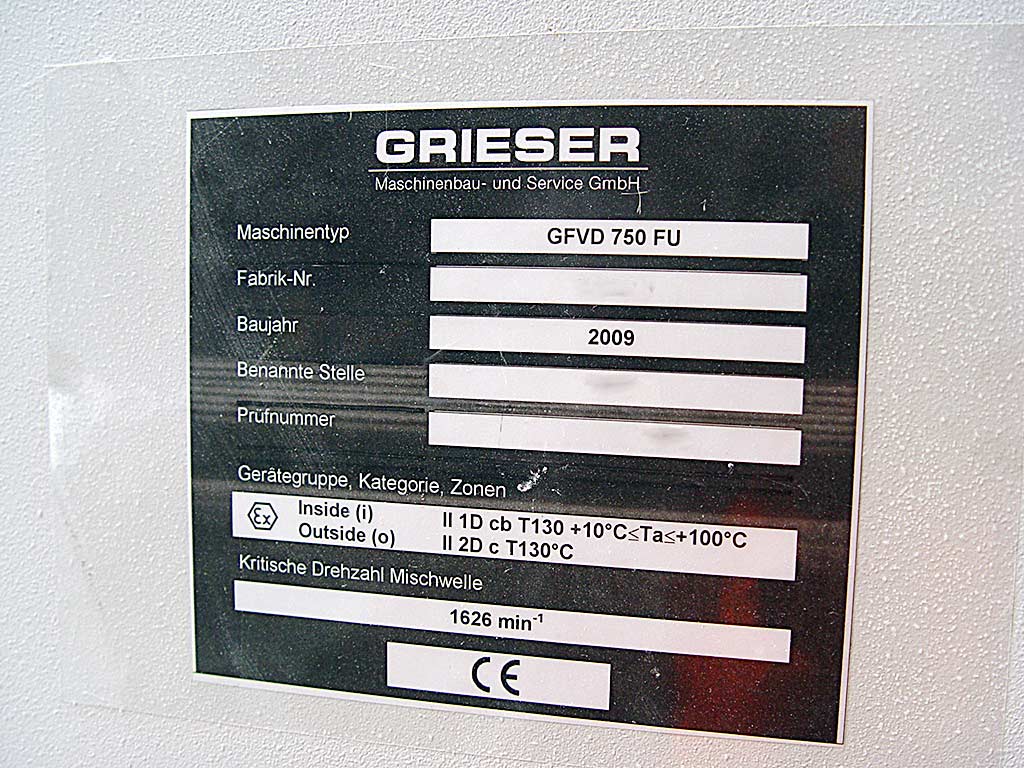 GRIESER
Maschinenbau- und Service GmbH
Maschinentyp GFVD 750 FU
Fabrik-Nr.
Baujahr 2009
Benannte Stelle
Prüfnummer
Gerätegruppe, Kategorie, Zonen
Ex Inside (i) II 1D cb T130 +10°C≤Ta≤+100°C
Outside (o) II 2D c T130°C
Kritische Drehzahl Mischwelle
1626 min⁻¹
CE